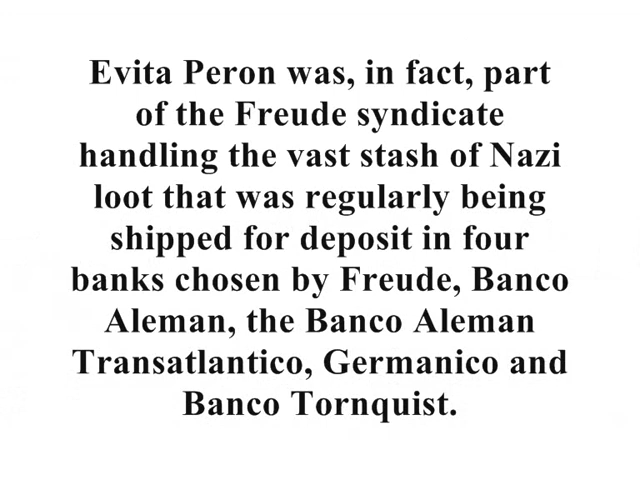 Evita Peron was, in fact, part
of the Freude syndicate
handling the vast stash of Nazi
loot that was regularly being
shipped for deposit in four
banks chosen by Freude, Banco
Aleman, the Banco Aleman
Transatlantico, Germanico and
Banco Tornquist.